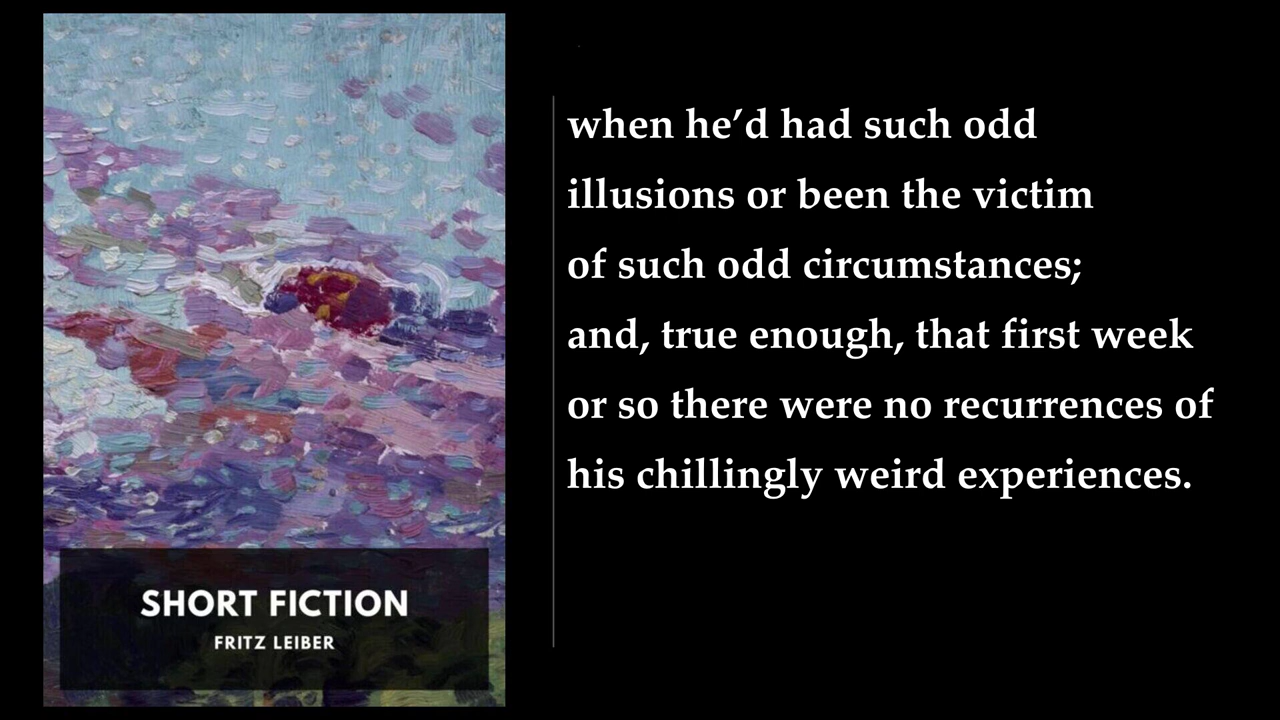 when he’d had such odd
illusions or been the victim
of such odd circumstances;
and, true enough, that first week
or so there were no recurrences of
his chillingly weird experiences.
SHORT FICTION
FRITZ LEIBER